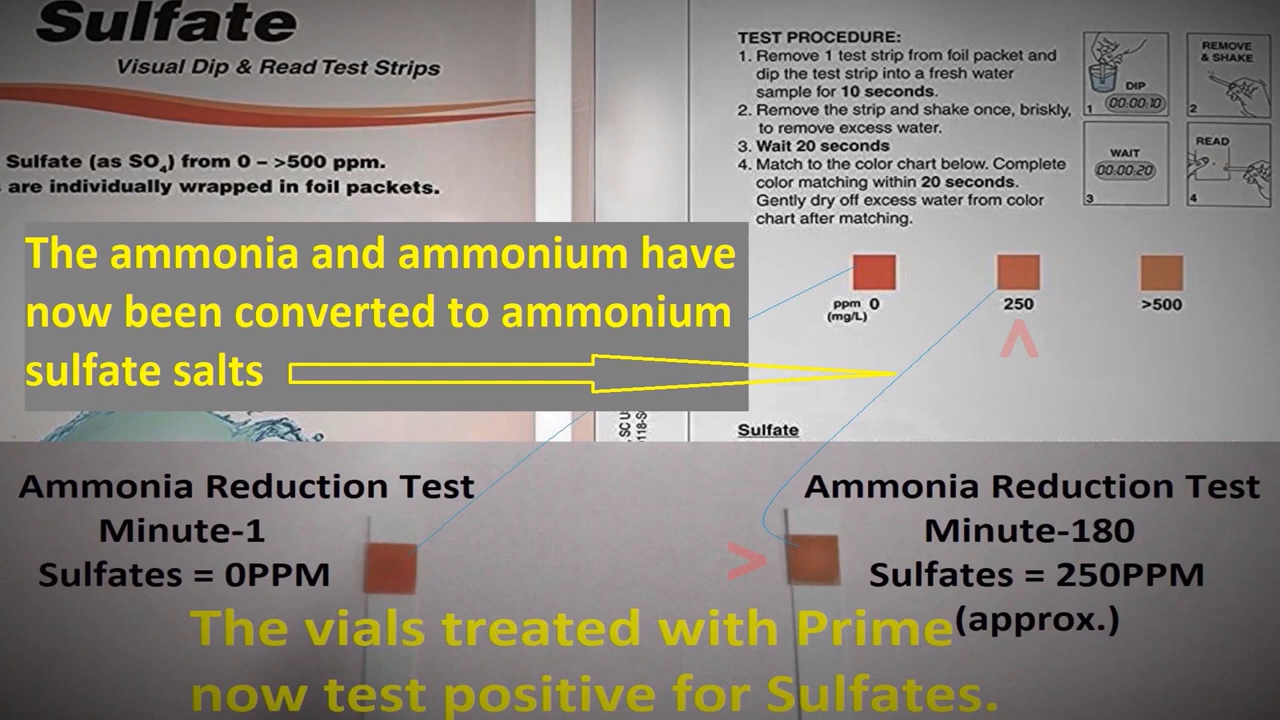 Sulfate
Visual Dip & Read Test Strips
Sulfate (as SO4) from 0 – >500 ppm.
are individually wrapped in foil packets.
TEST PROCEDURE:
1. Remove 1 test strip from foil packet and
dip the test strip into a fresh water
sample for 10 seconds.
2. Remove the strip and shake once, briskly,
to remove excess water.
3. Wait 20 seconds
4. Match to the color chart below. Complete
color matching within 20 seconds.
Gently dry off excess water from color
chart after matching.
DIP
1 00:00:10
REMOVE
& SHAKE
2
WAIT
00:00:20
3
READ
4
ppm 0
(mg/L)
250
>500
^
The ammonia and ammonium have
now been converted to ammonium
sulfate salts
Sulfate
Ammonia Reduction Test
Minute-1
Sulfates = 0PPM
>
Ammonia Reduction Test
Minute-180
Sulfates = 250PPM
(approx.)
The vials treated with Prime
now test positive for Sulfates.